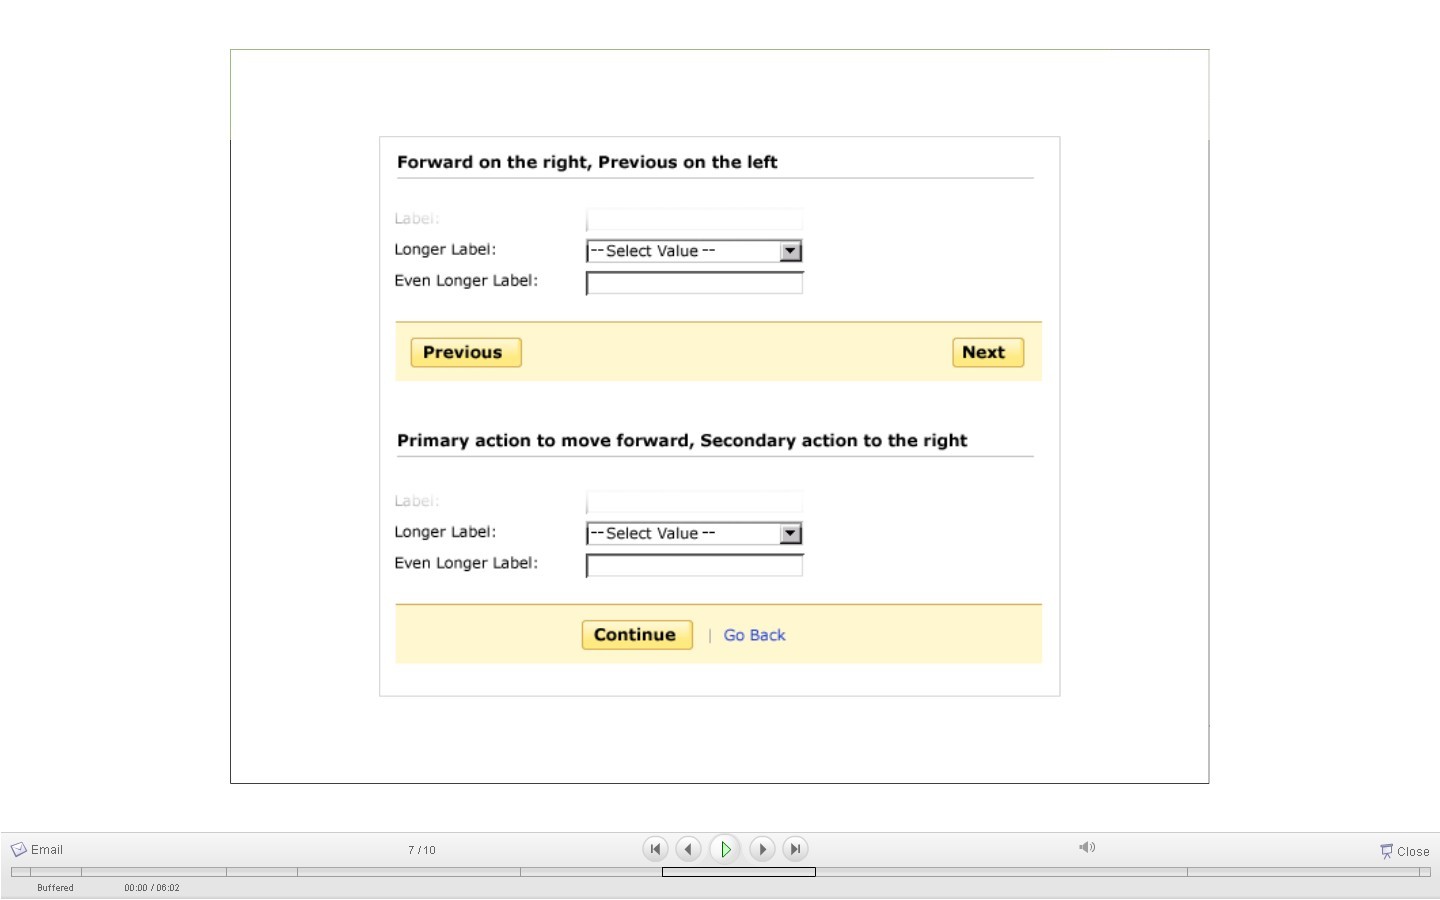 Forward on the right, Previous on the left
Label:
Longer Label: --Select Value --
Even Longer Label:
Previous Next
Primary action to move forward, Secondary action to the right
Label:
Longer Label: --Select Value --
Even Longer Label:
Continue | Go Back
Email 7 / 10 Close
Buffered 00:00 / 06:02